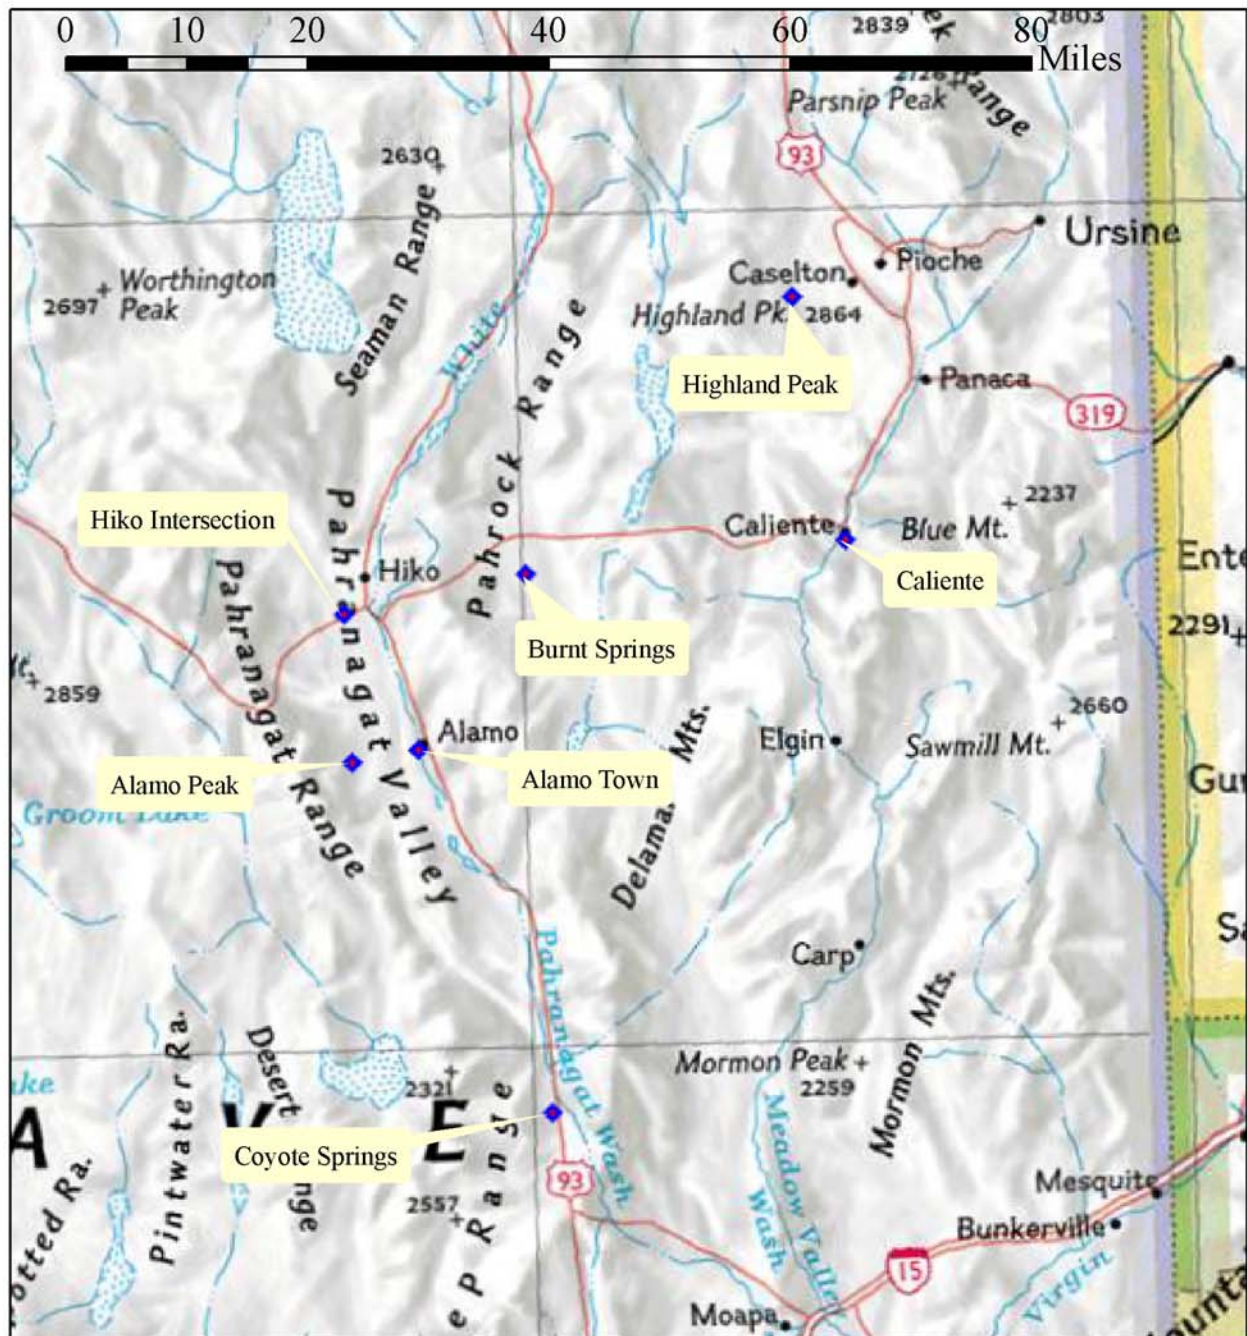 0 10 20 40 60 80
Miles
2839
2803
Parsnip Peak
2726
Range
93
2630
Seaman Range
Ursine
Worthington
Peak
2697
White
Pahrock Range
Caselton
Pioche
Highland Pk. 2864
Highland Peak
Panaca
319
Hiko Intersection
Pahranagat Valley
Hiko
Caliente
Blue Mt.
2237
Caliente
Pahranagat Range
Burnt Springs
2291
2859
Alamo
Alamo Peak
Alamo Town
Groom Lake
Elgin
Sawmill Mt.
2660
Delamar Mts.
Pahranagat Wash
Carp
Mormon Mts.
Mormon Peak
2259
Pintwater Ra.
Desert
2321
A V E
Coyote Springs
93
2557
Meadow Valley
Wash
Mesquite
Bunkerville
15
Virgin
Moapa